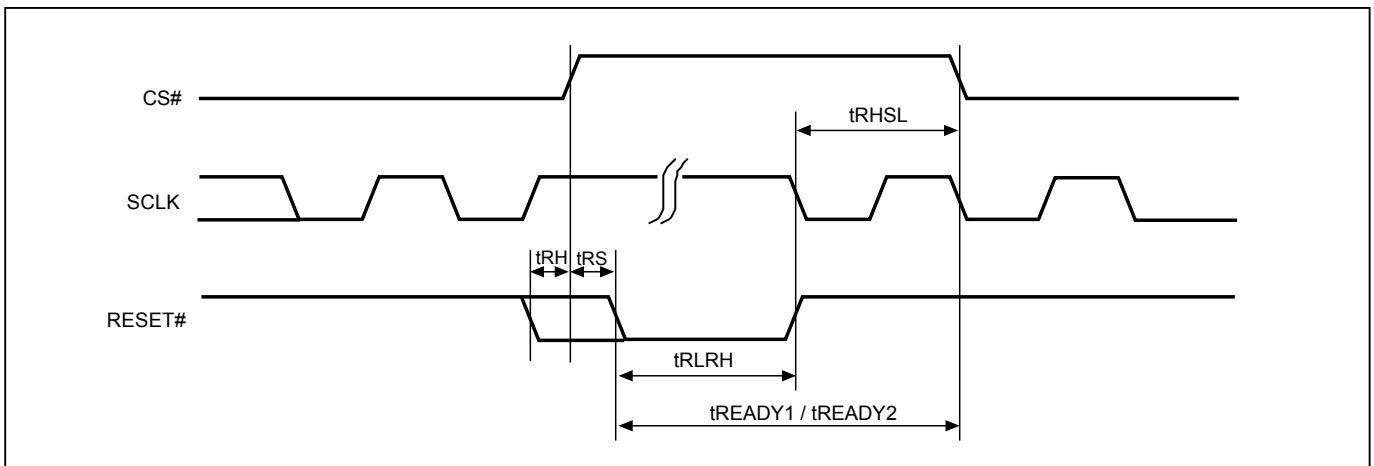 CS#
tRHSL
SCLK
tRH tRS
RESET#
tRLRH
tREADY1 / tREADY2